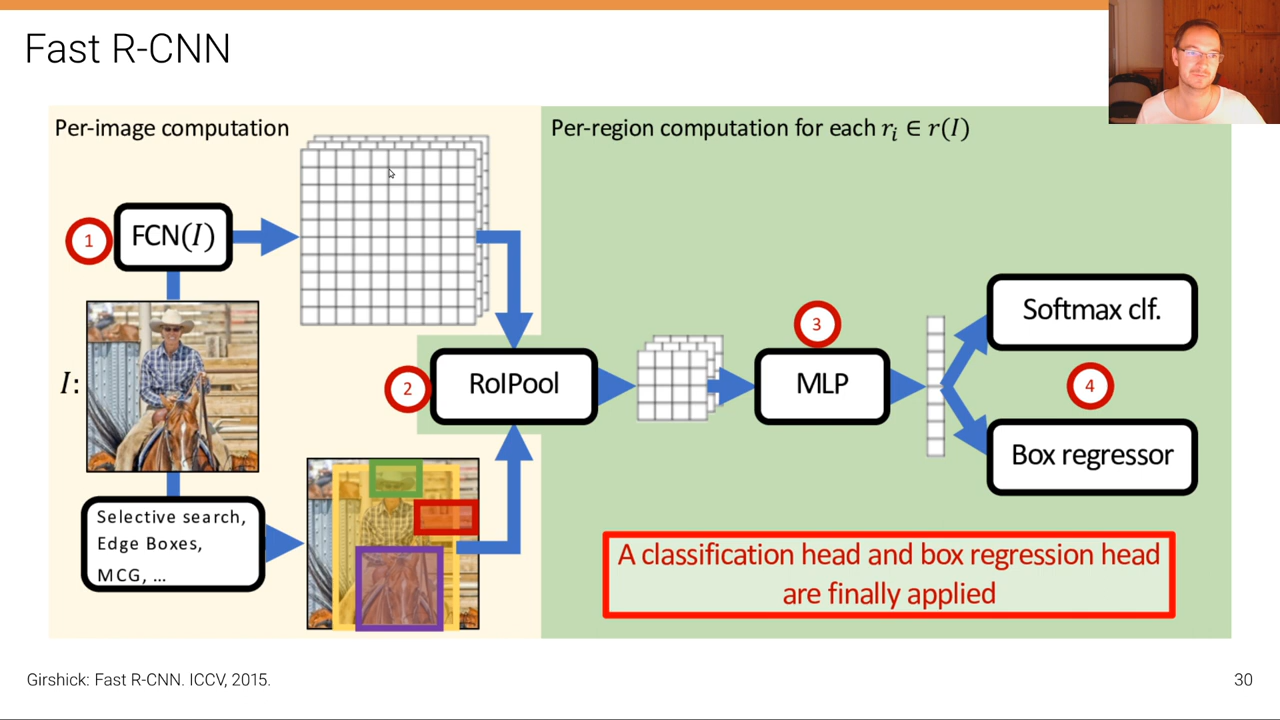 Fast R-CNN
Per-image computation
Per-region computation for each rᵢ ∈ r(I)
1
FCN(I)
I:
Selective search,
Edge Boxes,
MCG, ...
2
RoIPool
3
MLP
Softmax clf.
4
Box regressor
A classification head and box regression head
are finally applied
Girshick: Fast R-CNN. ICCV, 2015.
30